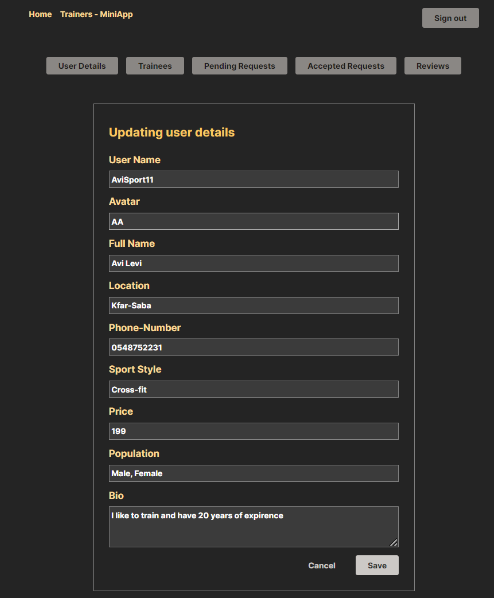 Home Trainers - MiniApp Sign out
User Details Trainees Pending Requests Accepted Requests Reviews
Updating user details
User Name
AviSport11
Avatar
AA
Full Name
Avi Levi
Location
Kfar-Saba
Phone-Number
0548752231
Sport Style
Cross-fit
Price
199
Population
Male, Female
Bio
I like to train and have 20 years of expirence
Cancel Save